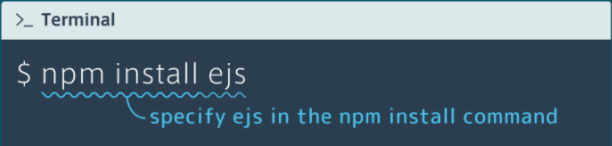 >_ Terminal
$ npm install ejs
specify ejs in the npm install command